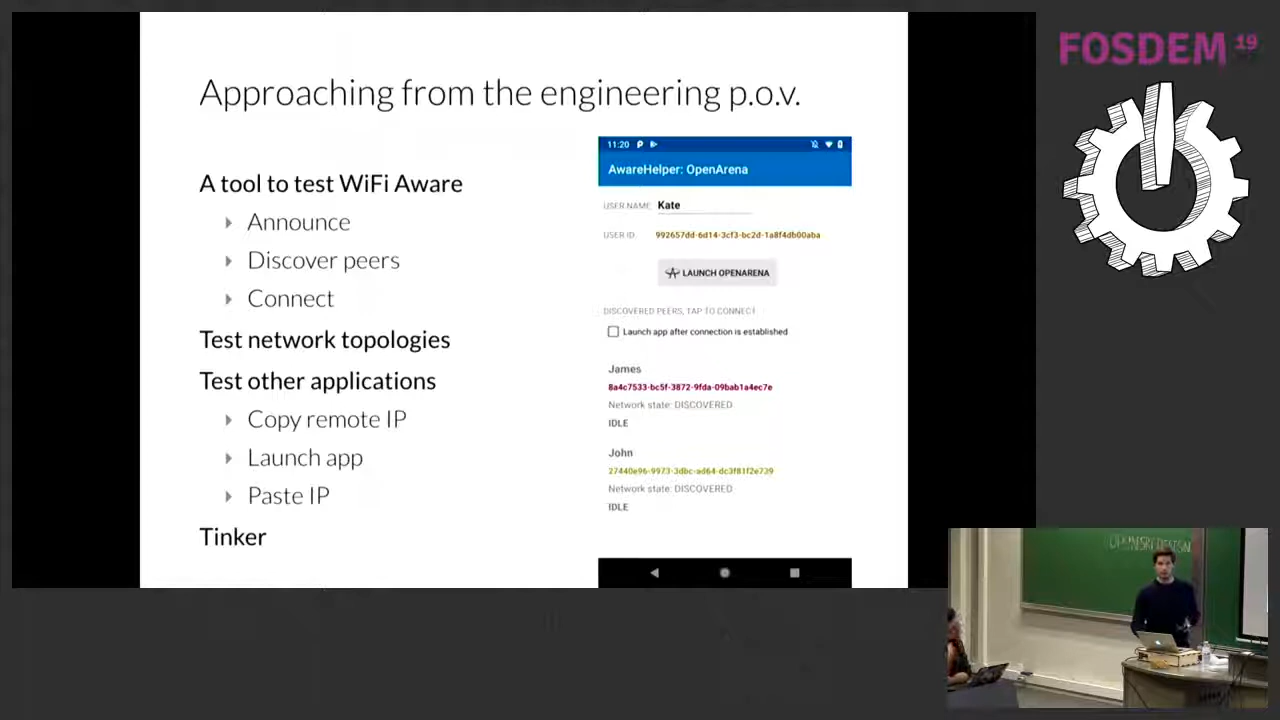 Approaching from the engineering p.o.v.
A tool to test WiFi Aware
Announce
Discover peers
Connect
Test network topologies
Test other applications
Copy remote IP
Launch app
Paste IP
Tinker
11:20
AwareHelper: OpenArena
USER NAME: Kate
USER ID: 992657dd-6d14-3cf3-bc2d-1a8f4db00aba
LAUNCH OPENARENA
DISCOVERED PEERS, TAP TO CONNECT:
Launch app after connection is established
James
8a4c7533-bc5f-3872-9fda-09bab1a4ec7e
Network state: DISCOVERED
IDLE
John
27440e96-9973-3dbc-ad64-dc3f81f2e739
Network state: DISCOVERED
IDLE
FOSDEM 19